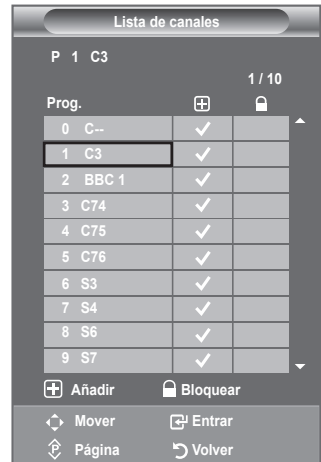 Lista de canales
P 1 C3
1 / 10
Prog.
0 C--
1 C3
2 BBC 1
3 C74
4 C75
5 C76
6 S3
7 S4
8 S6
9 S7
Añadir Bloquear
Mover Entrar
Página Volver